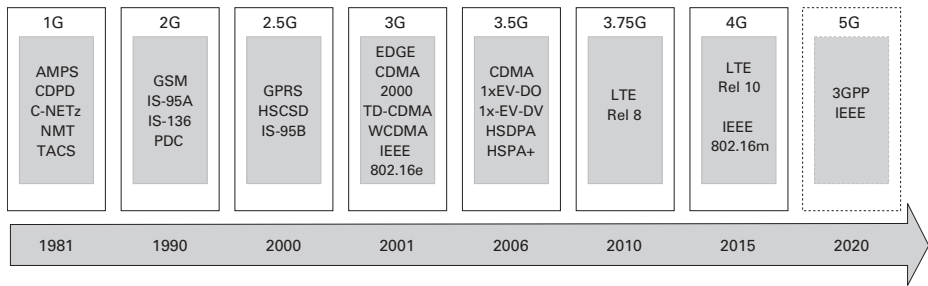 1G
AMPS
CDPD
C-NETz
NMT
TACS
2G
GSM
IS-95A
IS-136
PDC
2.5G
GPRS
HSCSD
IS-95B
3G
EDGE
CDMA
2000
TD-CDMA
WCDMA
IEEE
802.16e
3.5G
CDMA
1xEV-DO
1x-EV-DV
HSDPA
HSPA+
3.75G
LTE
Rel 8
4G
LTE
Rel 10
IEEE
802.16m
5G
3GPP
IEEE
1981
1990
2000
2001
2006
2010
2015
2020